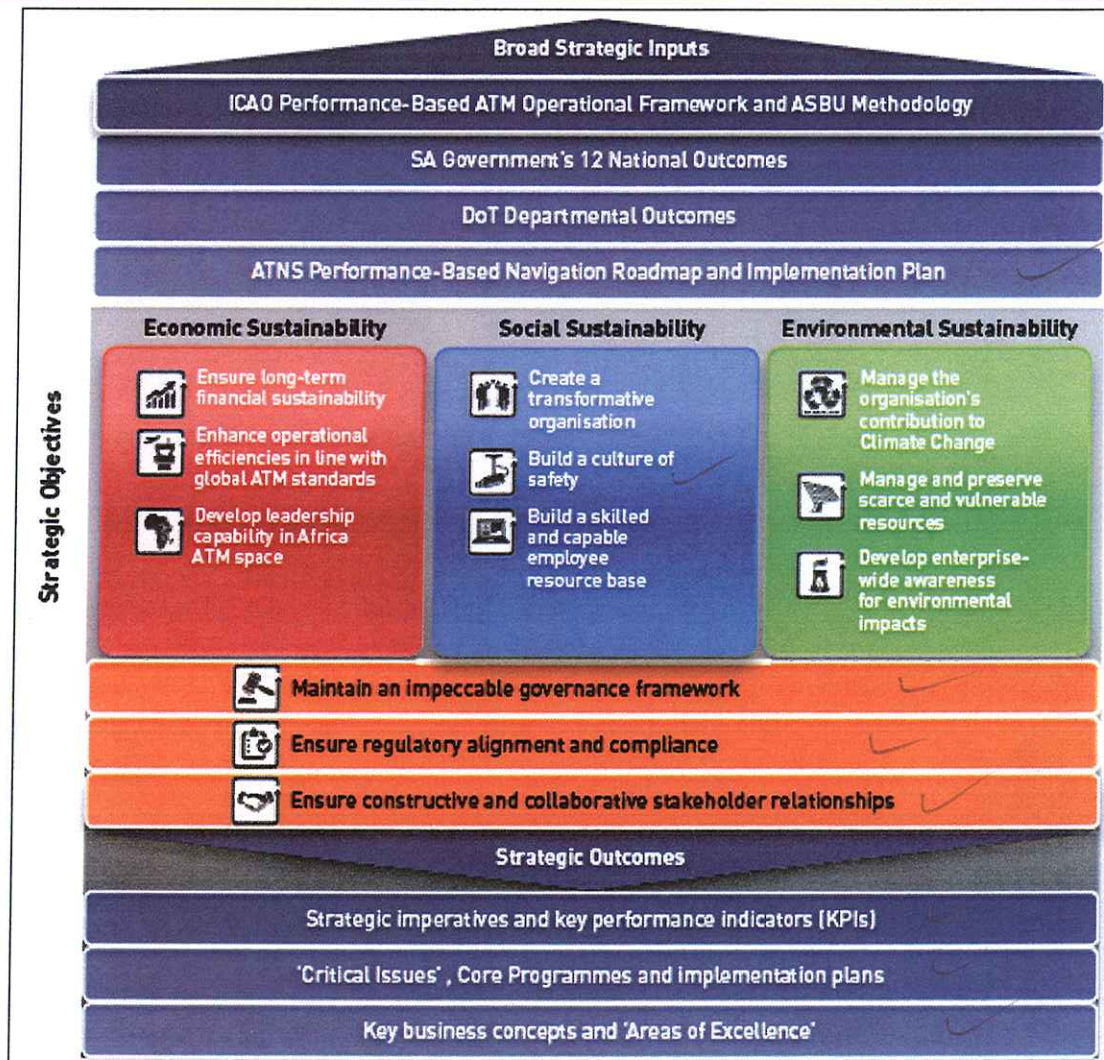 Broad Strategic Inputs
ICAO Performance-Based ATM Operational Framework and ASBU Methodology
SA Government's 12 National Outcomes
DoT Departmental Outcomes
ATNS Performance-Based Navigation Roadmap and Implementation Plan
Strategic Objectives
Economic Sustainability
Ensure long-term
financial sustainability
Enhance operational
efficiencies in line with
global ATM standards
Develop leadership
capability in Africa
ATM space
Social Sustainability
Create a
transformative
organisation
Build a culture of
safety
Build a skilled
and capable
employee
resource base
Environmental Sustainability
Manage the
organisation's
contribution to
Climate Change
Manage and preserve
scarce and vulnerable
resources
Develop enterprise-
wide awareness
for environmental
impacts
Maintain an impeccable governance framework
Ensure regulatory alignment and compliance
Ensure constructive and collaborative stakeholder relationships
Strategic Outcomes
Strategic imperatives and key performance indicators (KPIs)
'Critical Issues' , Core Programmes and implementation plans
Key business concepts and 'Areas of Excellence'